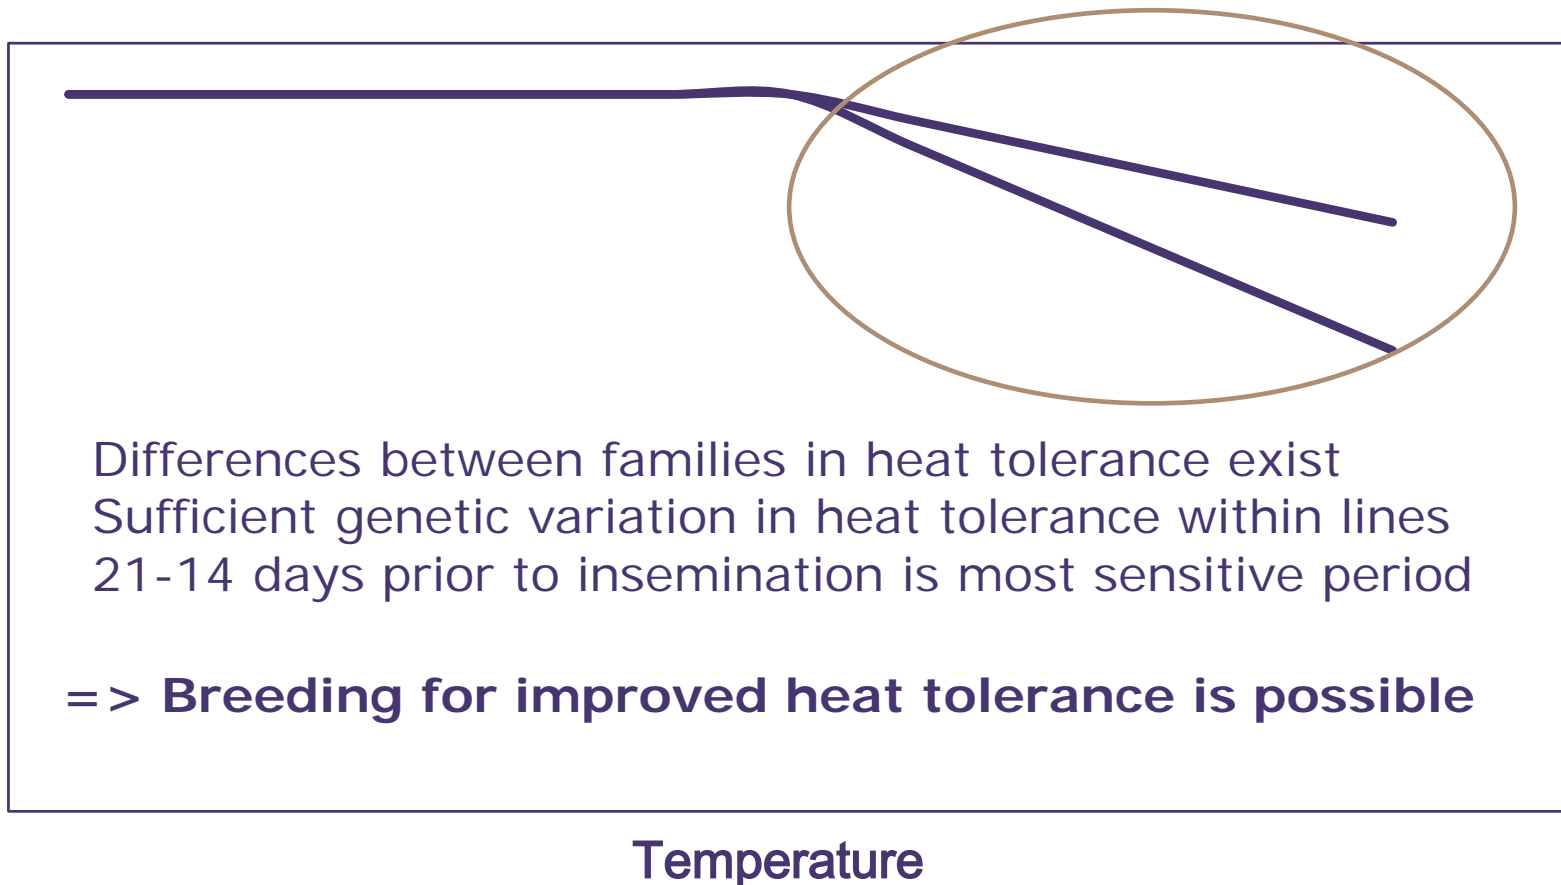 Differences between families in heat tolerance exist
Sufficient genetic variation in heat tolerance within lines
21-14 days prior to insemination is most sensitive period
=> Breeding for improved heat tolerance is possible
Temperature